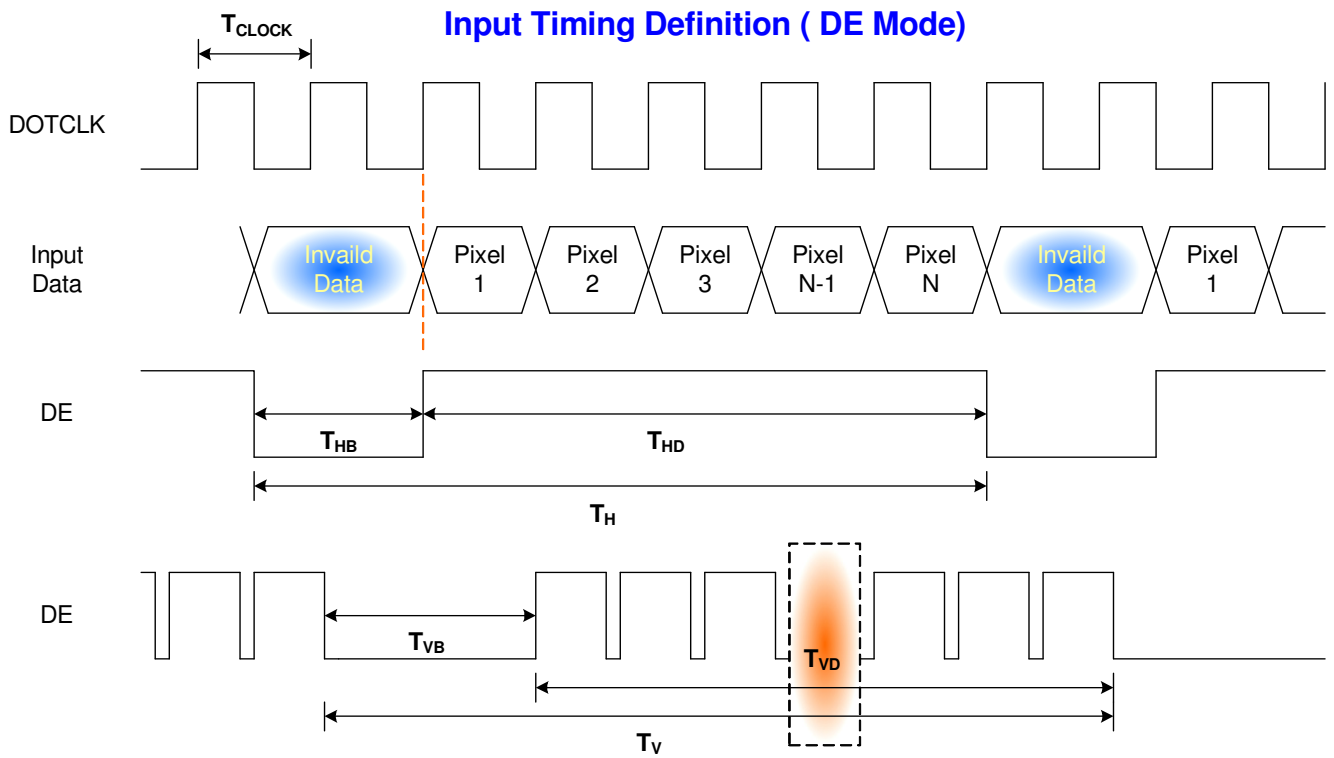 Input Timing Definition ( DE Mode)
TCLOCK
DOTCLK
Input
Data
Invaild
Data
Pixel
1
Pixel
2
Pixel
3
Pixel
N-1
Pixel
N
Invaild
Data
Pixel
1
DE
THB
THD
TH
DE
TVB
TVD
TV